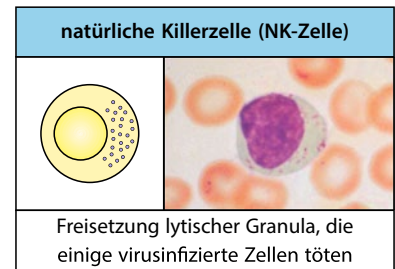 natürliche Killerzelle (NK-Zelle)
Freisetzung lytischer Granula, die
einige virusinfizierte Zellen töten